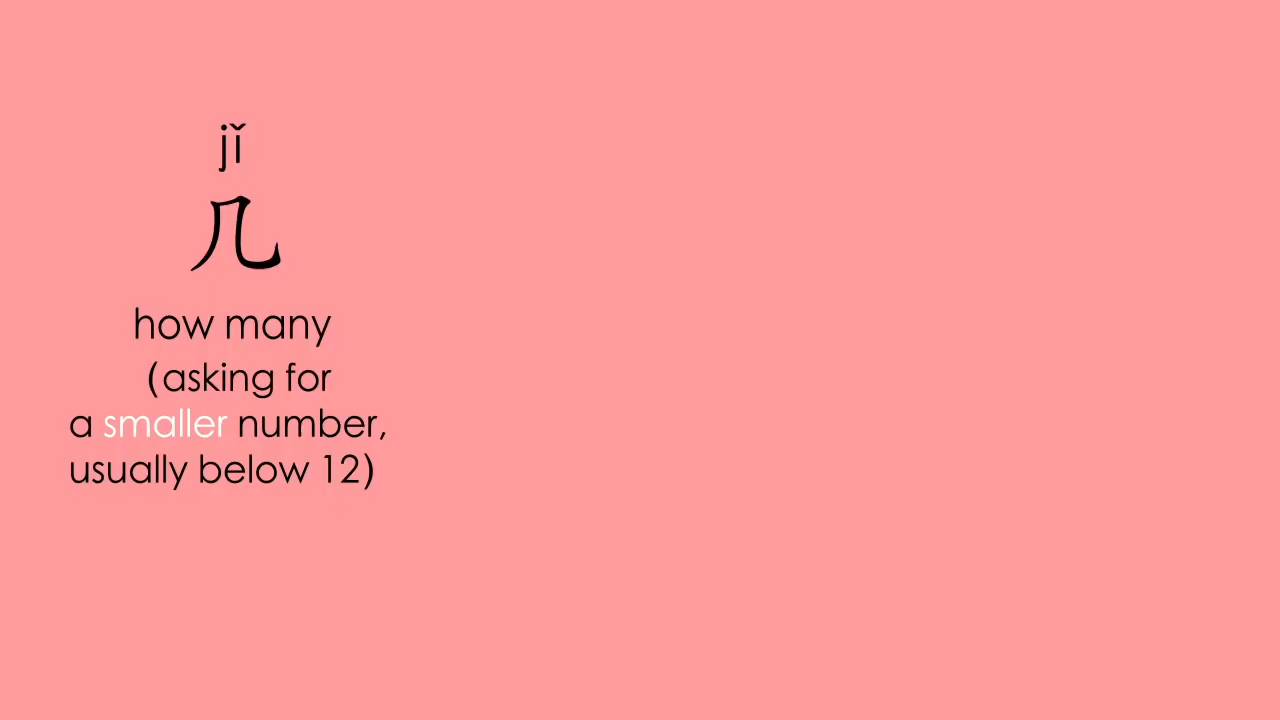 jǐ
几
how many
(asking for
a smaller number,
usually below 12)